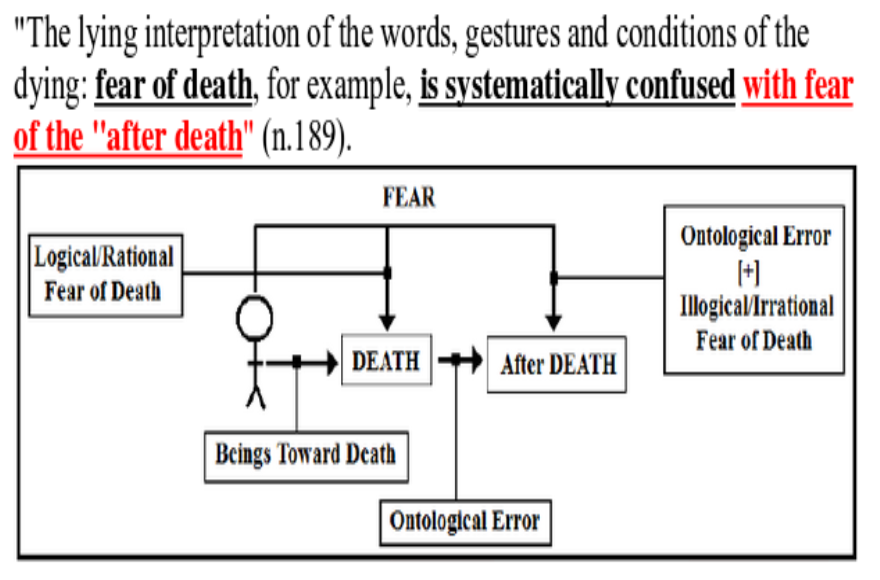 "The lying interpretation of the words, gestures and conditions of the
dying: fear of death, for example, is systematically confused with fear
of the "after death" (n.189).
FEAR
Logical/Rational
Fear of Death
Ontological Error
[+]
Illogical/Irrational
Fear of Death
DEATH
After DEATH
Beings Toward Death
Ontological Error